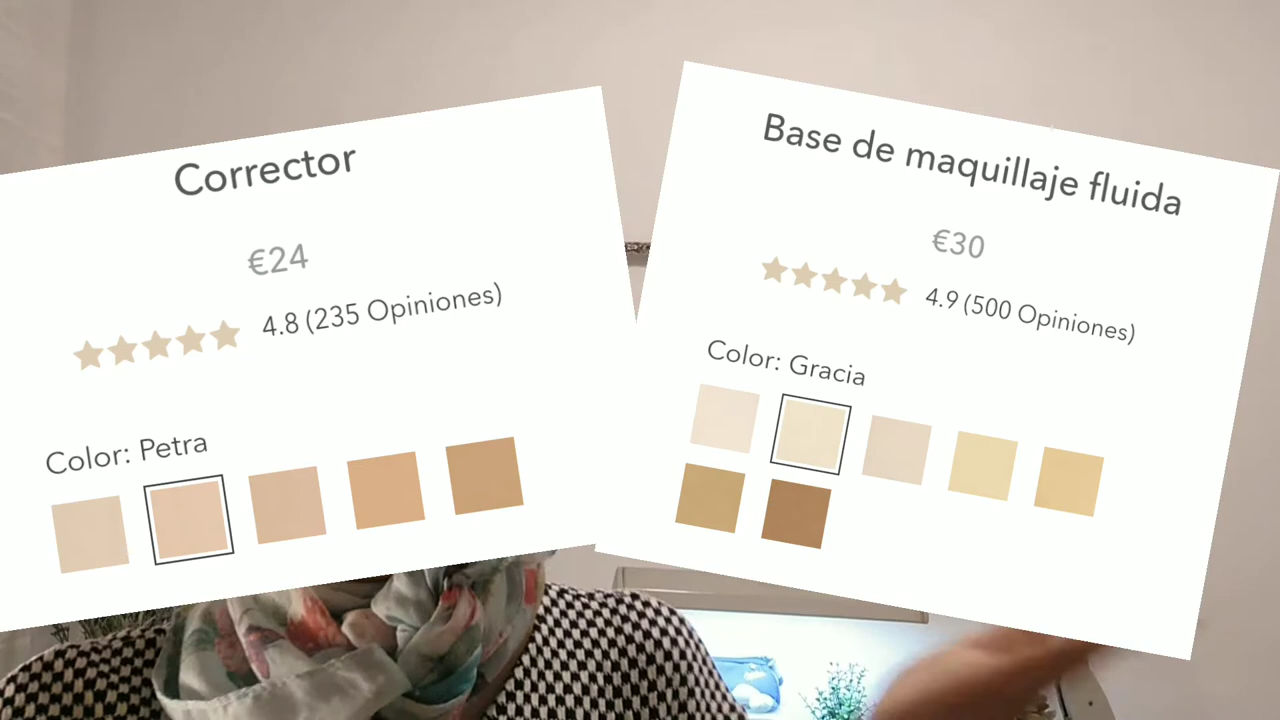 Corrector
€24
4.8 (235 Opiniones)
Color: Petra
Base de maquillaje fluida
€30
4.9 (500 Opiniones)
Color: Gracia